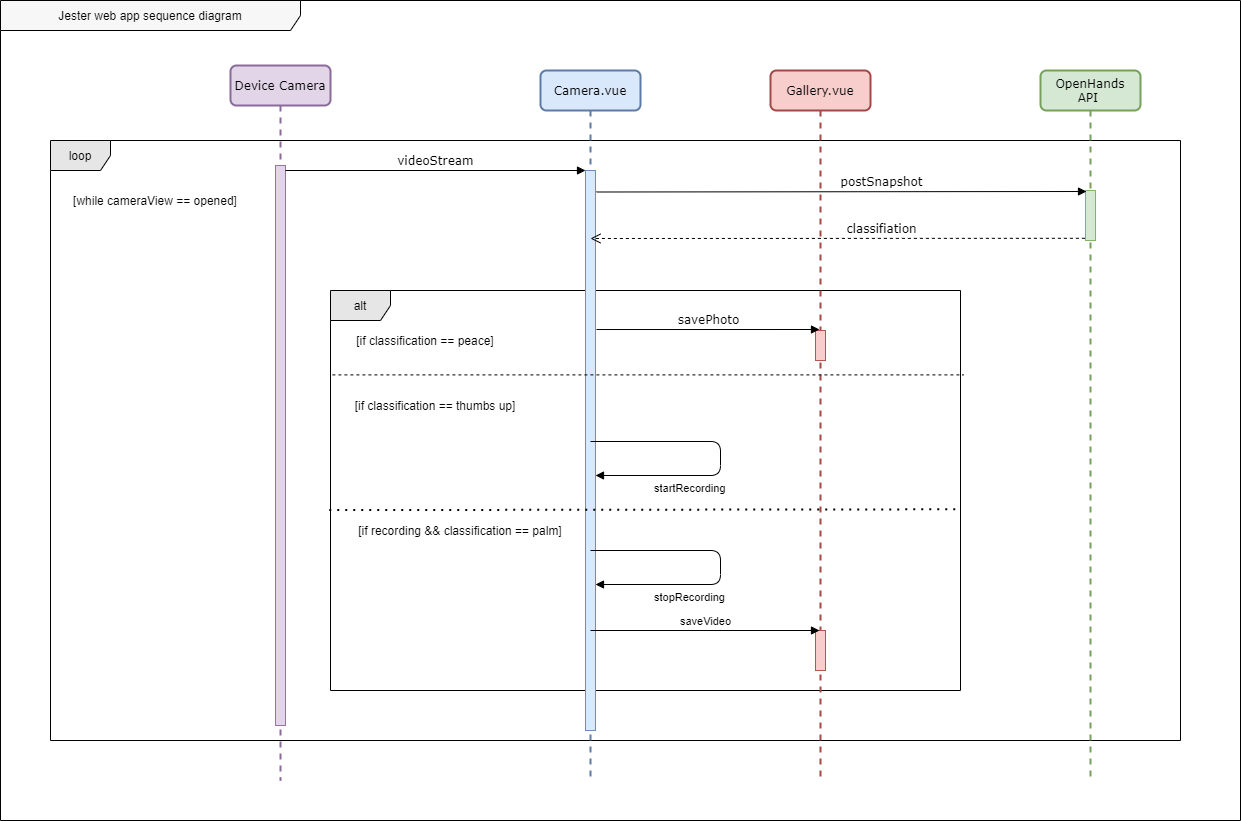 Jester web app sequence diagram
Device Camera
Camera.vue
Gallery.vue
OpenHands
API
loop
videoStream
postSnapshot
[while cameraView == opened]
classifiation
alt
savePhoto
[if classification == peace]
[if classification == thumbs up]
startRecording
[if recording && classification == palm]
stopRecording
saveVideo